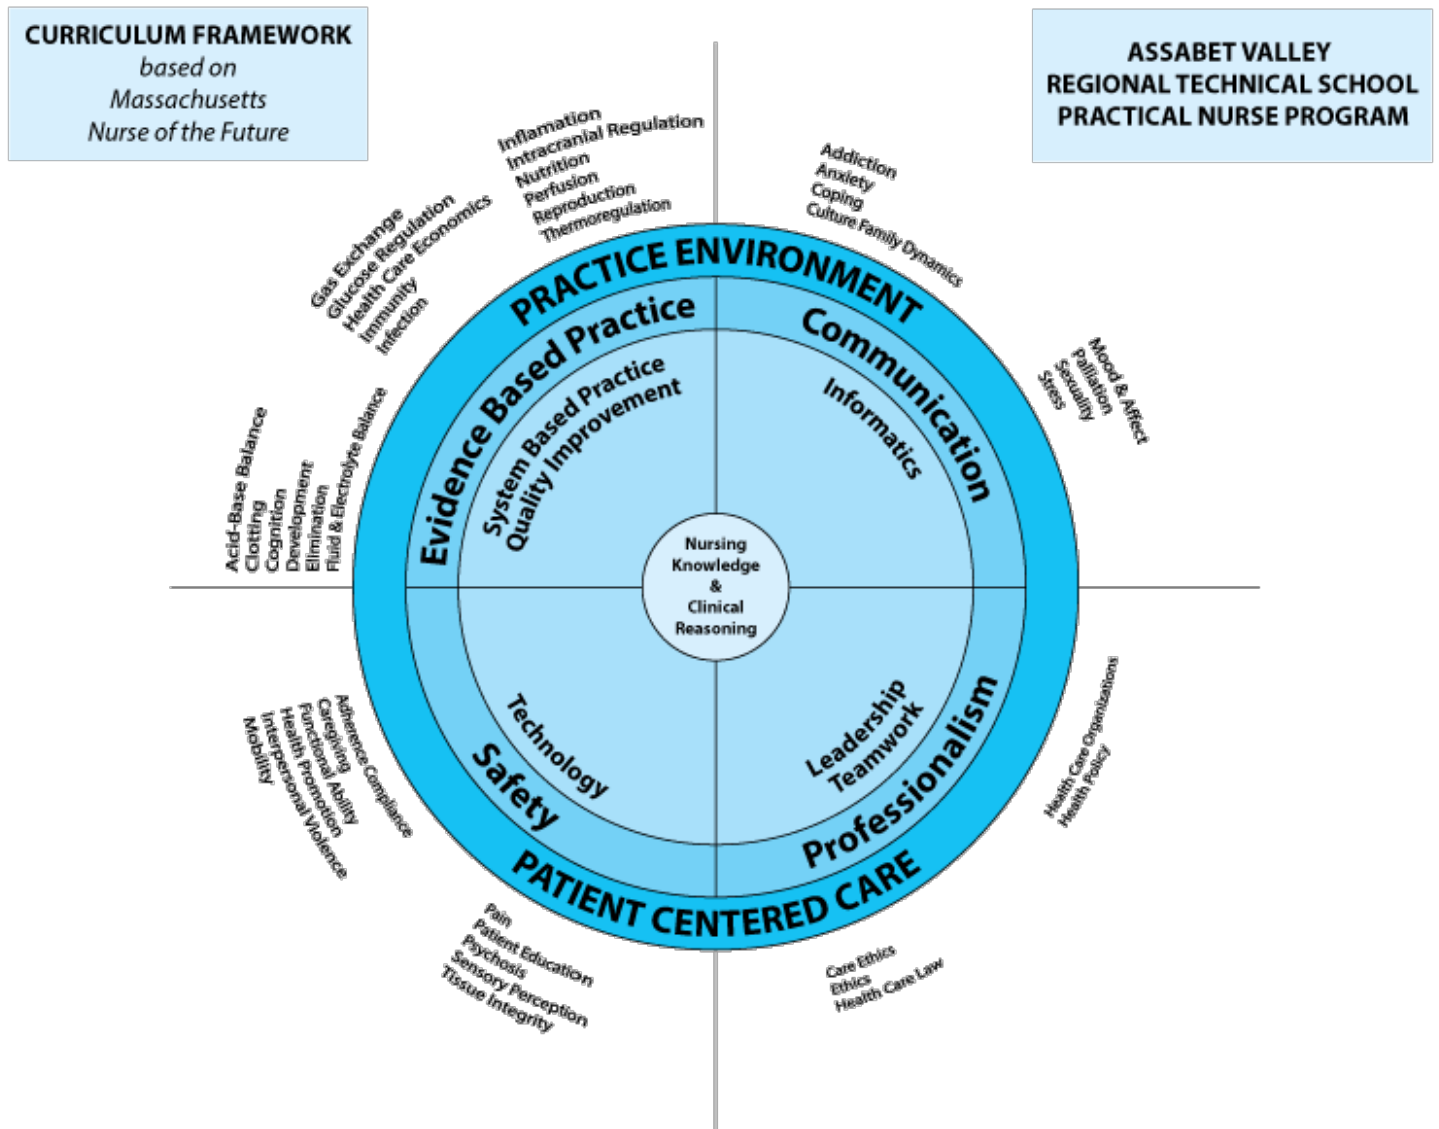 CURRICULUM FRAMEWORK
based on
Massachusetts
Nurse of the Future
ASSABET VALLEY
REGIONAL TECHNICAL SCHOOL
PRACTICAL NURSE PROGRAM
Inflamation
Intracranial Regulation
Nutrition
Perfusion
Reproduction
Thermoregulation
Gas Exchange
Glucose Regulation
Health Care Economics
Immunity
Infection
Acid-Base Balance
Clotting
Cognition
Development
Elimination
Fluid & Electrolyte Balance
Addiction
Anxiety
Coping
Culture Family Dynamics
Mood & Affect
Palliation
Sexuality
Stress
PRACTICE ENVIRONMENT
Evidence Based Practice
System Based Practice
Quality Improvement
Communication
Informatics
Nursing
Knowledge
&
Clinical
Reasoning
Technology
Safety
Leadership
Teamwork
Professionalism
PATIENT CENTERED CARE
Adherence Compliance
Caregiving
Functional Ability
Health Promotion
Interpersonal Violence
Mobility
Pain
Patient Education
Psychosis
Sensory Perception
Tissue Integrity
Health Care Organizations
Health Policy
Care Ethics
Ethics
Health Care Law